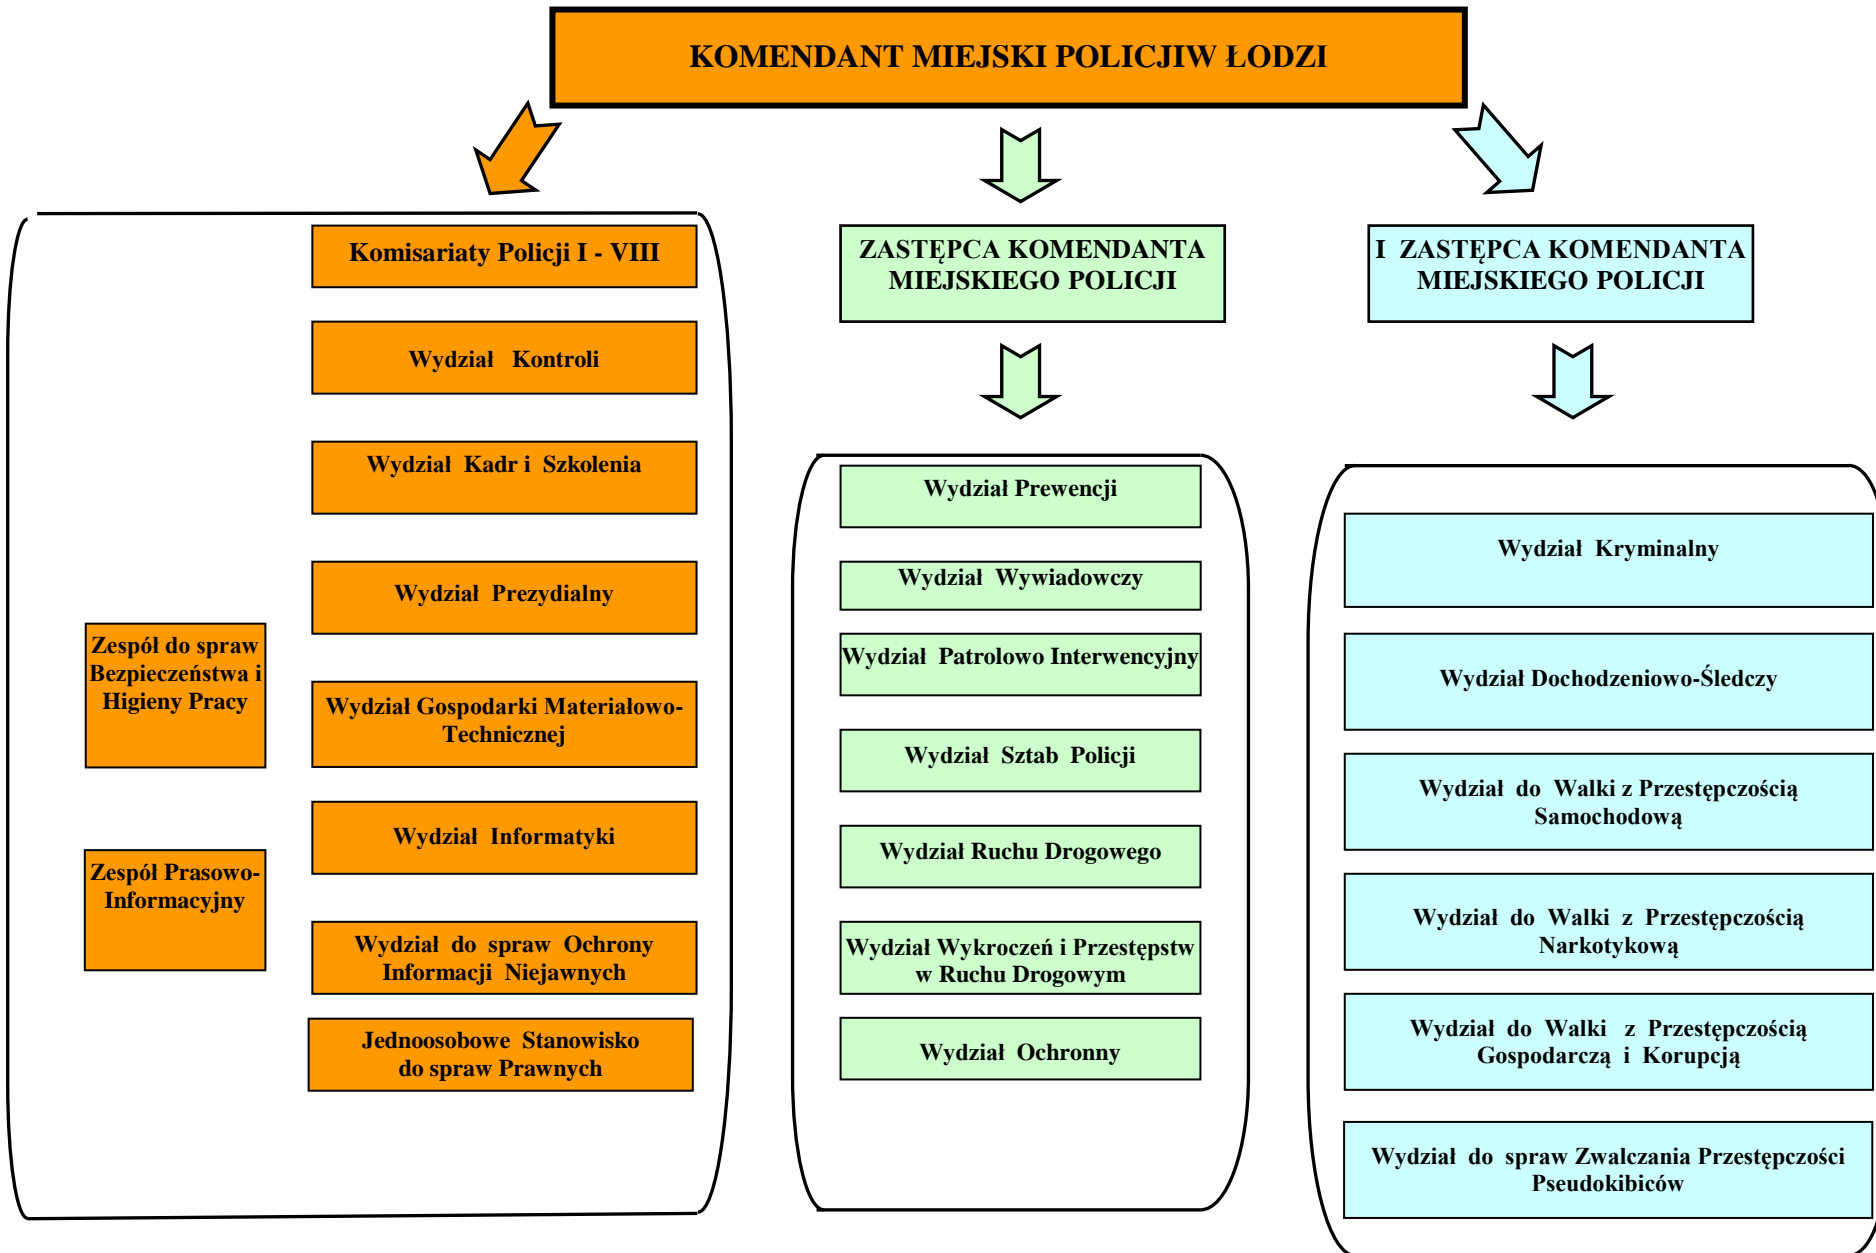 KOMENDANT MIEJSKI POLICJIW ŁODZI
Komisariaty Policji I - VIII
Wydział Kontroli
Wydział Kadr i Szkolenia
Wydział Prezydialny
Zespół do spraw
Bezpieczeństwa i
Higieny Pracy
Wydział Gospodarki Materiałowo-
Technicznej
Wydział Informatyki
Zespół Prasowo-
Informacyjny
Wydział do spraw Ochrony
Informacji Niejawnych
Jednoosobowe Stanowisko
do spraw Prawnych
ZASTĘPCA KOMENDANTA
MIEJSKIEGO POLICJI
Wydział Prewencji
Wydział Wywiadowczy
Wydział Patrolowo Interwencyjny
Wydział Sztab Policji
Wydział Ruchu Drogowego
Wydział Wykroczeń i Przestępstw
w Ruchu Drogowym
Wydział Ochronny
I ZASTĘPCA KOMENDANTA
MIEJSKIEGO POLICJI
Wydział Kryminalny
Wydział Dochodzeniowo-Śledczy
Wydział do Walki z Przestępczością
Samochodową
Wydział do Walki z Przestępczością
Narkotykową
Wydział do Walki z Przestępczością
Gospodarczą i Korupcją
Wydział do spraw Zwalczania Przestępczości
Pseudokibiców